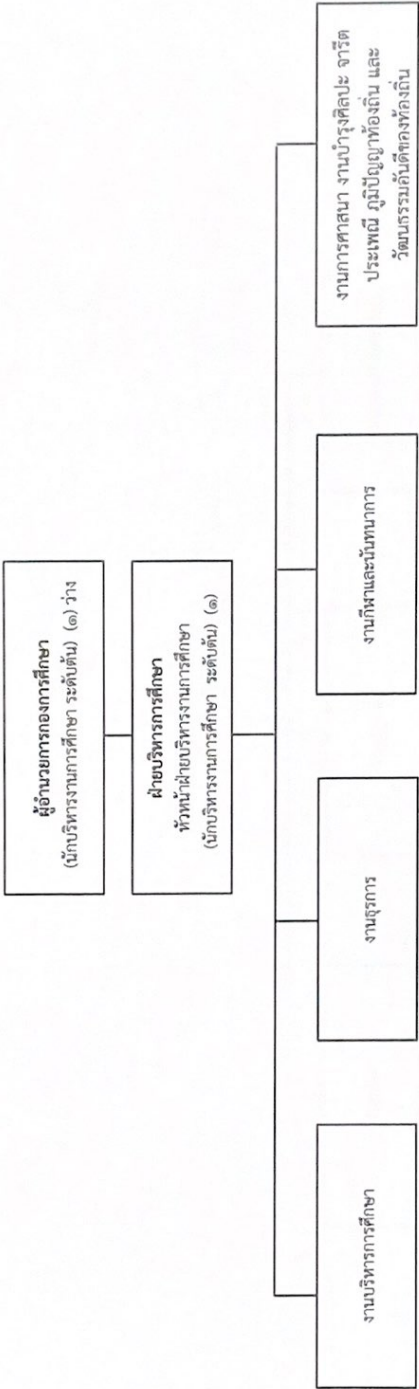 ผู้อำนวยการกองการศึกษา
(นักบริหารงานการศึกษา ระดับต้น) (๑) ว่าง
ฝ่ายบริหารการศึกษา
หัวหน้าฝ่ายบริหารงานการศึกษา
(นักบริหารงานการศึกษา ระดับต้น) (๑)
งานบริหารการศึกษา
งานธุรการ
งานกีฬาและนันทนาการ
งานการศาสนา งานบำรุงศิลปะ จารีต
ประเพณี ภูมิปัญญาท้องถิ่น และ
วัฒนธรรมอันดีของท้องถิ่น